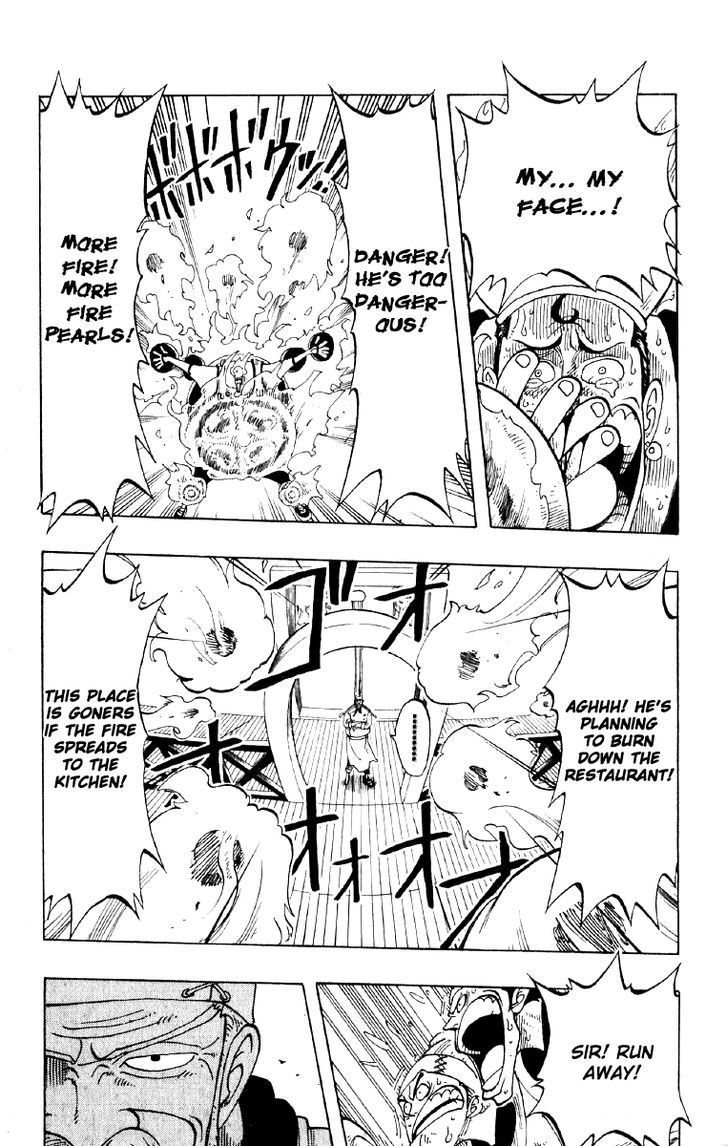 MY... MY
FACE...!
DANGER!
HE'S TOO
DANGER-
OUS!
ボボボウッ!!
MORE
FIRE!
MORE
FIRE
PEARLS!
AGHHH! HE'S
PLANNING
TO BURN
DOWN THE
RESTAURANT!
ゴオオオオオ
THIS PLACE
IS GONERS
IF THE FIRE
SPREADS
TO THE
KITCHEN!
SIR! RUN
AWAY!